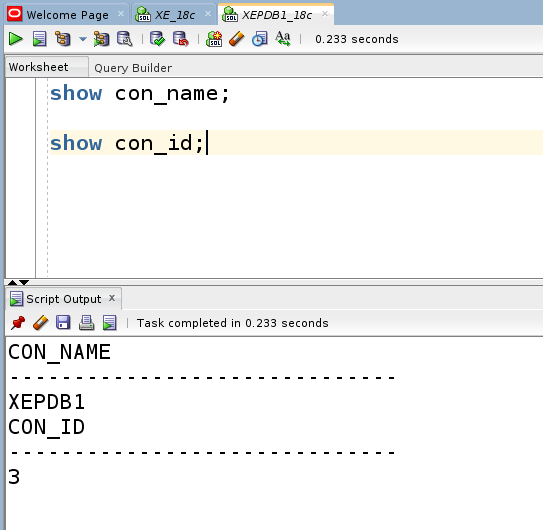 Welcome Page
XE_18c
XEPDB1_18c
0.233 seconds
Worksheet
Query Builder
show con_name;
show con_id;
Script Output
Task completed in 0.233 seconds
CON_NAME
------------------------------
XEPDB1
CON_ID
------------------------------
3